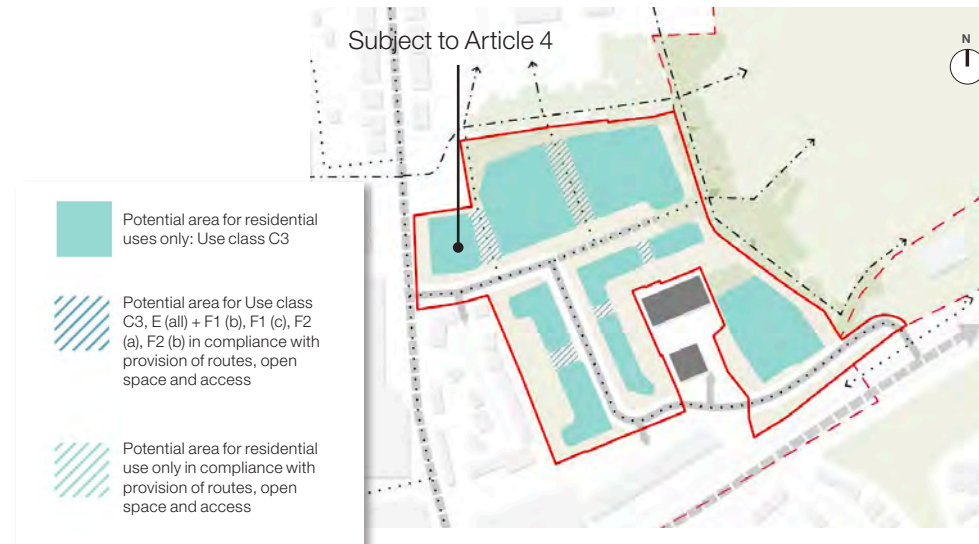 Subject to Article 4
N
Potential area for residential
uses only: Use class C3
Potential area for Use class
C3, E (all) + F1 (b), F1 (c), F2
(a), F2 (b) in compliance with
provision of routes, open
space and access
Potential area for residential
use only in compliance with
provision of routes, open
space and access